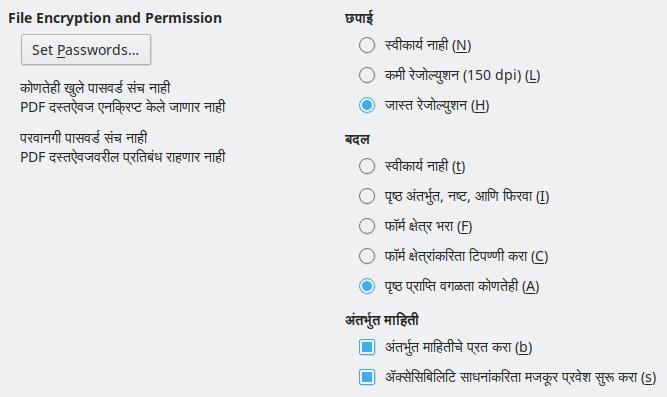 File Encryption and Permission
Set Passwords...
कोणतेही खुले पासवर्ड संच नाही
PDF दस्तऐवज एनक्रिप्ट केले जाणार नाही
परवानगी पासवर्ड संच नाही
PDF दस्तऐवजवरील प्रतिबंध राहणार नाही
छपाई
स्वीकार्य नाही (N)
कमी रेजोल्युशन (150 dpi) (L)
जास्त रेजोल्युशन (H)
बदल
स्वीकार्य नाही (t)
पृष्ठ अंतर्भुत, नष्ट, आणि फिरवा (I)
फॉर्म क्षेत्र भरा (F)
फॉर्म क्षेत्रांकरिता टिपण्णी करा (C)
पृष्ठ प्राप्ति वगळता कोणतेही (A)
अंतर्भुत माहिती
अंतर्भुत माहितीचे प्रत करा (b)
ॲक्सेसिबिलिटि साधनांकरिता मजकूर प्रवेश सुरू करा (s)